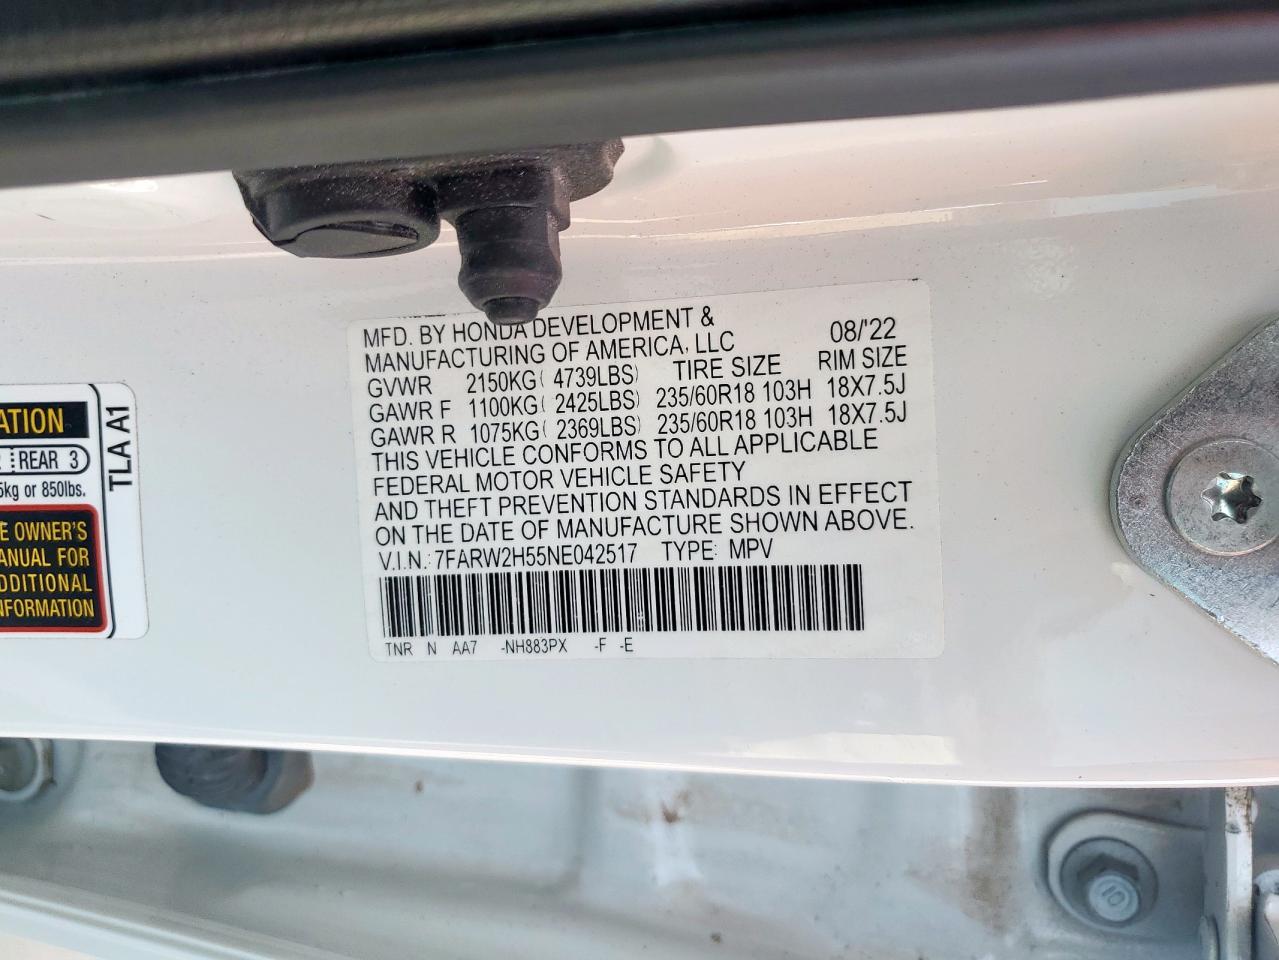 MFD. BY HONDA DEVELOPMENT &
MANUFACTURING OF AMERICA, LLC 08/'22
GVWR 2150KG( 4739LBS) TIRE SIZE RIM SIZE
GAWR F 1100KG( 2425LBS) 235/60R18 103H 18X7.5J
GAWR R 1075KG( 2369LBS) 235/60R18 103H 18X7.5J
THIS VEHICLE CONFORMS TO ALL APPLICABLE
FEDERAL MOTOR VEHICLE SAFETY
AND THEFT PREVENTION STANDARDS IN EFFECT
ON THE DATE OF MANUFACTURE SHOWN ABOVE.
V.I.N.: 7FARW2H55NE042517 TYPE: MPV
TNR N AA7 -NH883PX -F -E
ATION
REAR 3
5kg or 850lbs.
E OWNER'S
ANUAL FOR
DDITIONAL
NFORMATION
TLA A1
10